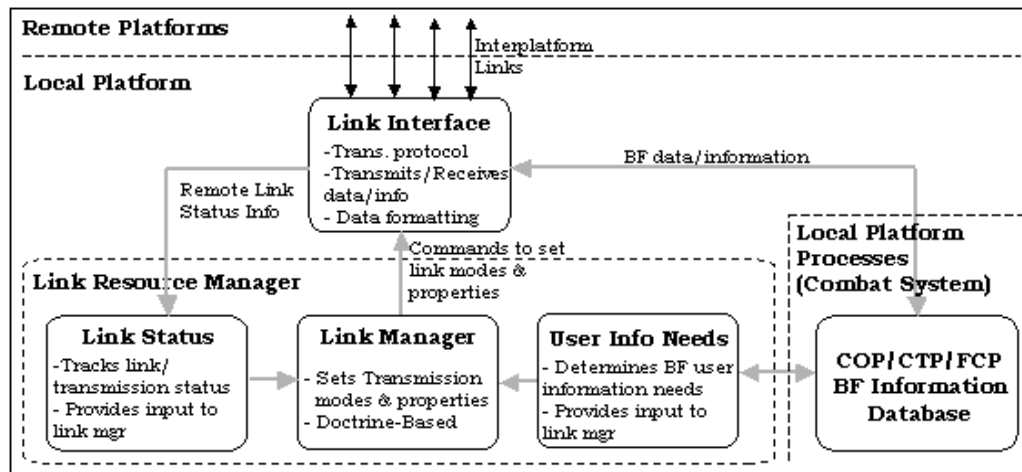 Remote Platforms
Interplatform
Links
Local Platform
Link Interface
-Trans. protocol
-Transmits/Receives
data/info
- Data formatting
BF data/information
Remote Link
Status Info
Commands to set
link modes &
properties
Local Platform
Processes
(Combat System)
Link Resource Manager
Link Status
-Tracks link/
transmission status
- Provides input to
link mgr
Link Manager
- Sets Transmission
modes & properties
- Doctrine-Based
User Info Needs
- Determines BF user
information needs
- Provides input to
link mgr
COP/CTP/FCP
BF Information
Database